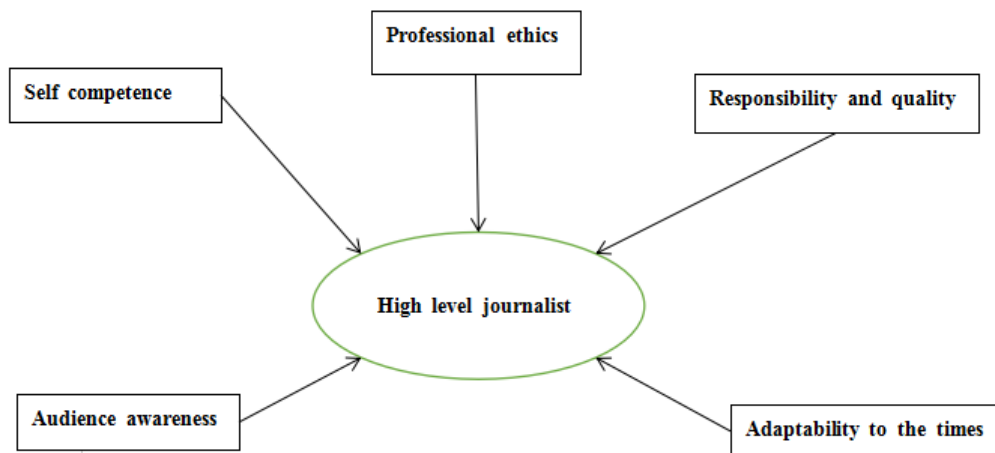 Professional ethics
Self competence
Responsibility and quality
High level journalist
Audience awareness
Adaptability to the times